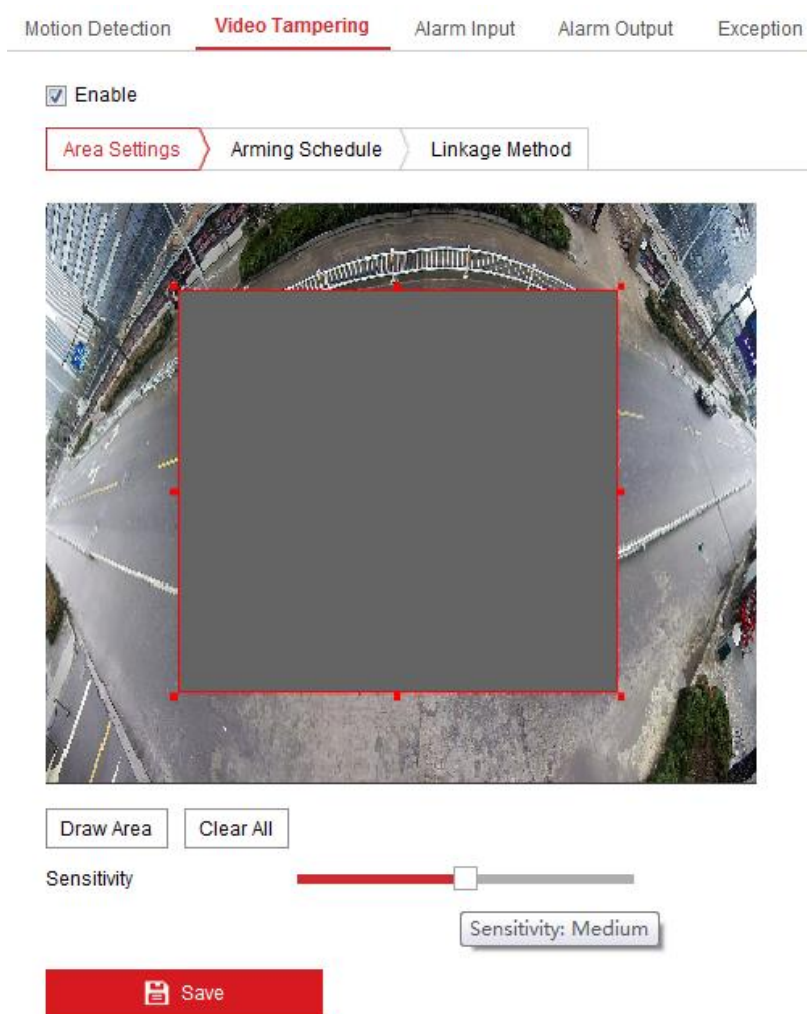 Motion Detection Video Tampering Alarm Input Alarm Output Exception
Enable
Area Settings Arming Schedule Linkage Method
Draw Area Clear All
Sensitivity
Sensitivity: Medium
Save